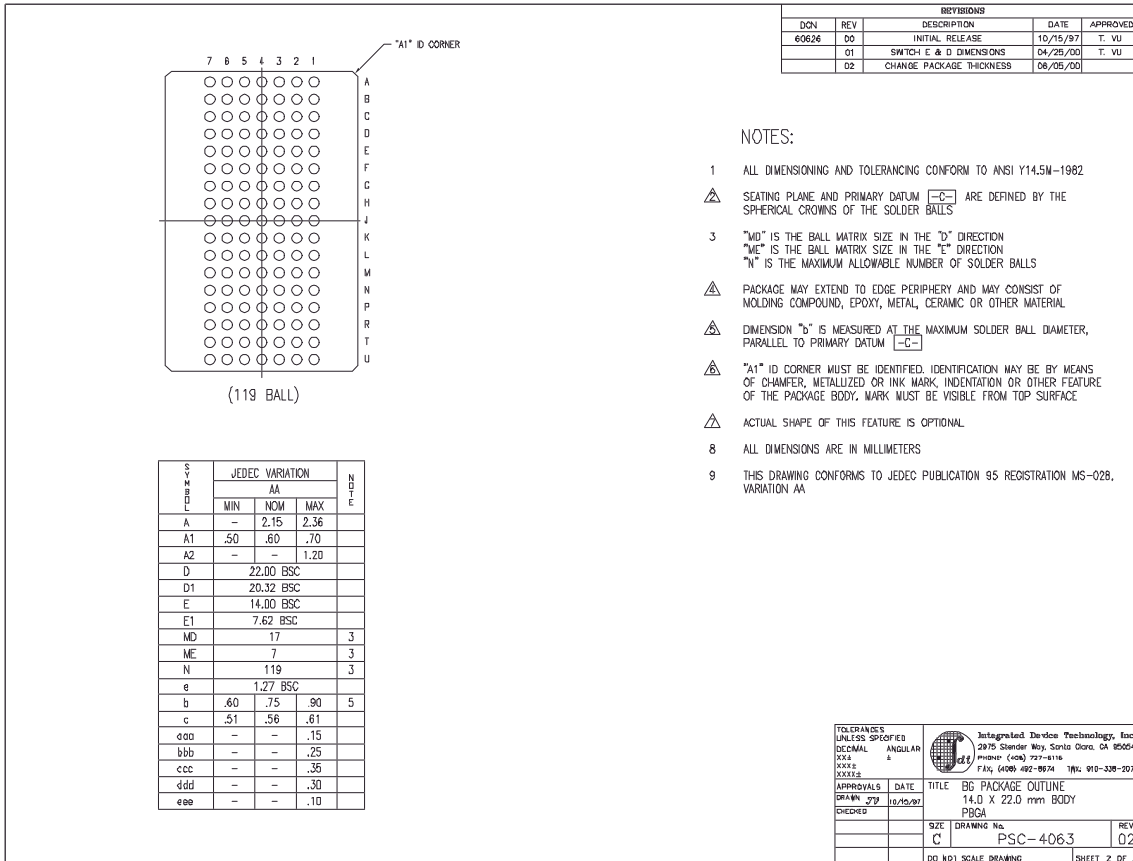 REVISIONS
DCN REV DESCRIPTION DATE APPROVED
60626 00 INITIAL RELEASE 10/15/97 T. VU
01 SWITCH E & D DIMENSIONS 04/25/00 T. VU
02 CHANGE PACKAGE THICKNESS 06/05/00
"A1" ID CORNER
7 6 5 4 3 2 1
A
B
C
D
E
F
G
H
J
K
L
M
N
P
R
T
U
(119 BALL)
NOTES:
1 ALL DIMENSIONING AND TOLERANCING CONFORM TO ANSI Y14.5M-1982
2 SEATING PLANE AND PRIMARY DATUM -C- ARE DEFINED BY THE
SPHERICAL CROWNS OF THE SOLDER BALLS
3 "MD" IS THE BALL MATRIX SIZE IN THE "D" DIRECTION
"ME" IS THE BALL MATRIX SIZE IN THE "E" DIRECTION
"N" IS THE MAXIMUM ALLOWABLE NUMBER OF SOLDER BALLS
4 PACKAGE MAY EXTEND TO EDGE PERIPHERY AND MAY CONSIST OF
MOLDING COMPOUND, EPOXY, METAL, CERAMIC OR OTHER MATERIAL
5 DIMENSION "b" IS MEASURED AT THE MAXIMUM SOLDER BALL DIAMETER,
PARALLEL TO PRIMARY DATUM -C-
6 "A1" ID CORNER MUST BE IDENTIFIED. IDENTIFICATION MAY BE BY MEANS
OF CHAMFER, METALLIZED OR INK MARK, INDENTATION OR OTHER FEATURE
OF THE PACKAGE BODY. MARK MUST BE VISIBLE FROM TOP SURFACE
7 ACTUAL SHAPE OF THIS FEATURE IS OPTIONAL
8 ALL DIMENSIONS ARE IN MILLIMETERS
9 THIS DRAWING CONFORMS TO JEDEC PUBLICATION 95 REGISTRATION MS-028,
VARIATION AA
SYMBOL JEDEC VARIATION NOTE
AA
MIN NOM MAX
A – 2.15 2.36
A1 .50 .60 .70
A2 – – 1.20
D 22.00 BSC
D1 20.32 BSC
E 14.00 BSC
E1 7.62 BSC
MD 17 3
ME 7 3
N 119 3
e 1.27 BSC
b .60 .75 .90 5
c .51 .56 .61
aaa – – .15
bbb – – .25
ccc – – .35
ddd – – .30
eee – – .10
TOLERANCES
UNLESS SPECIFIED
DECIMAL ANGULAR
XX± ±
XXX±
XXXX±
idt
Integrated Device Technology, Inc
2975 Stender Way, Santa Clara, CA 95054
PHONE: (408) 727-6116
FAX: (408) 492-8674 TWX: 910-338-207
APPROVALS DATE
DRAWN 10/15/97
CHECKED
TITLE BG PACKAGE OUTLINE
14.0 X 22.0 mm BODY
PBGA
SIZE DRAWING No. REV
C PSC-4063 02
DO NOT SCALE DRAWING SHEET 2 OF